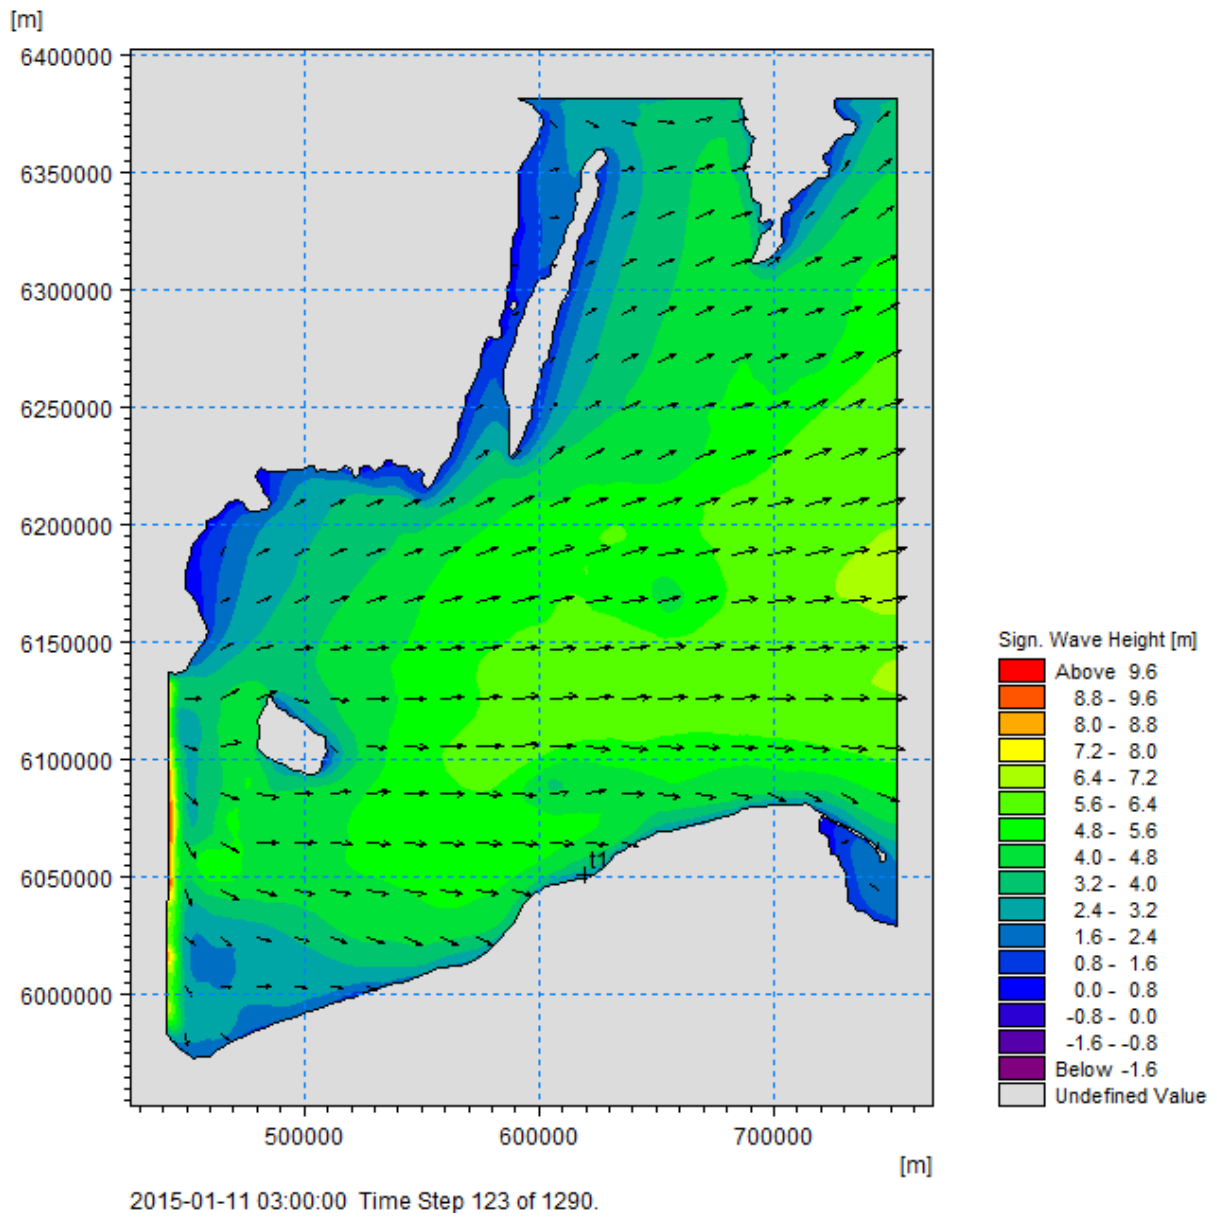 [m]
6400000
6350000
6300000
6250000
6200000
6150000
6100000
6050000
6000000
t1
500000 600000 700000
[m]
2015-01-11 03:00:00 Time Step 123 of 1290.
Sign. Wave Height [m]
Above 9.6
8.8 - 9.6
8.0 - 8.8
7.2 - 8.0
6.4 - 7.2
5.6 - 6.4
4.8 - 5.6
4.0 - 4.8
3.2 - 4.0
2.4 - 3.2
1.6 - 2.4
0.8 - 1.6
0.0 - 0.8
-0.8 - 0.0
-1.6 - -0.8
Below -1.6
Undefined Value